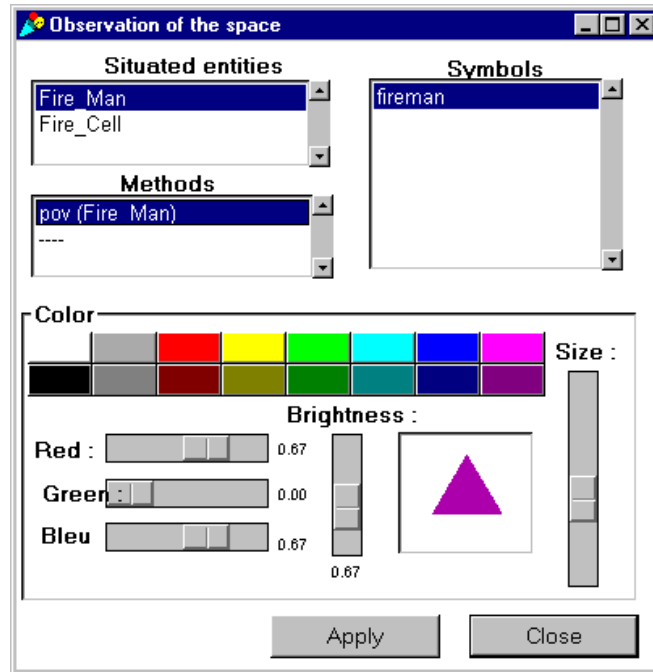 Observation of the space
Situated entities
Fire_Man
Fire_Cell
Symbols
fireman
Methods
pov (Fire_Man)
----
Color
Size :
Brightness :
Red :
0.67
Green :
0.00
Bleu
0.67
0.67
Apply
Close